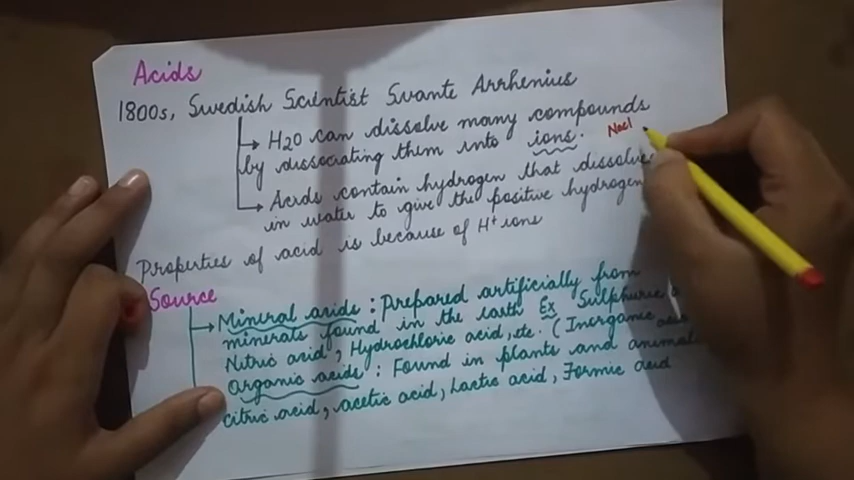 Acids
1800s, Swedish Scientist Svante Arrhenius
H2O can dissolve many compounds
by dissociating them into ions. Nacl
Acids contain hydrogen that dissolve
in water to give the positive hydrogen
Properties of acid is because of H+ ions
Source
Mineral acids : Prepared artificially from
minerals found in the earth Ex Sulphuric
Nitric acid, Hydrochloric acid, etc. (Inorganic
Organic acids : Found in plants and animal
citric acid, acetic acid, Lactic acid, Formic acid